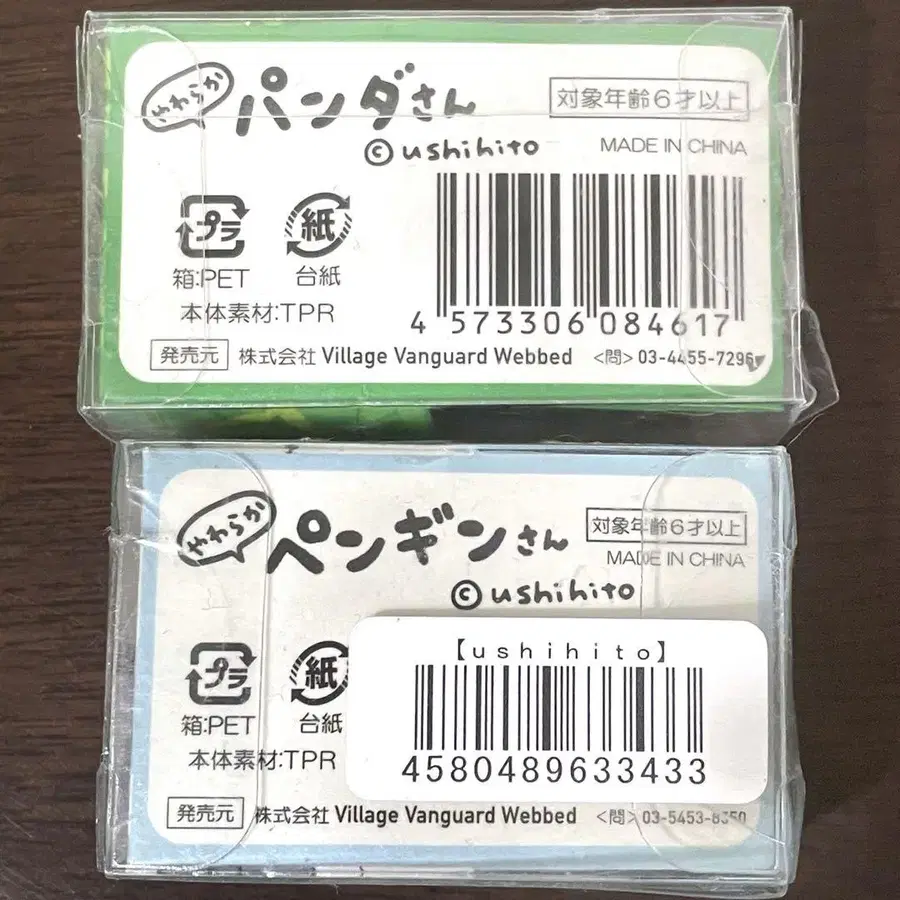 やわらか
パンダさん
対象年齢6才以上
©ushihito
MADE IN CHINA
プラ
紙
箱:PET
台紙
本体素材:TPR
4 573306 084617
発売元 株式会社 Village Vanguard Webbed <問> 03-4455-7296
やわらか
ペンギンさん
対象年齢6才以上
MADE IN CHINA
©ushihito
プラ
紙
箱:PET
台紙
本体素材:TPR
【ushihito】
4580489633433
発売元 株式会社 Village Vanguard Webbed <問> 03-5453-8350